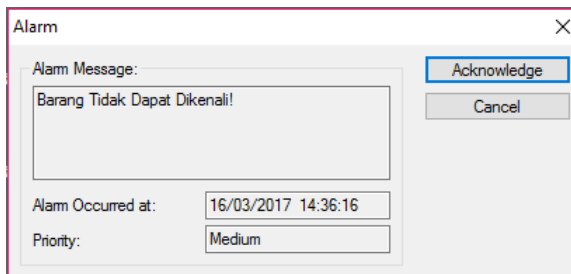 Alarm
Alarm Message:
Acknowledge
Barang Tidak Dapat Dikenali!
Cancel
Alarm Occurred at: 16/03/2017 14:36:16
Priority: Medium